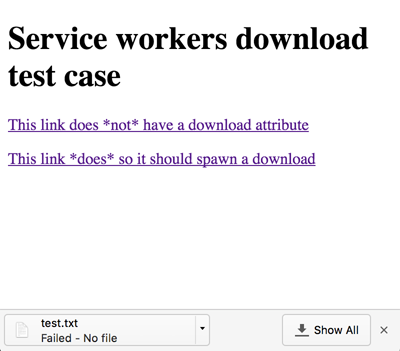 Service workers download
test case
This link does *not* have a download attribute
This link *does* so it should spawn a download
test.txt
Failed - No file
Show All